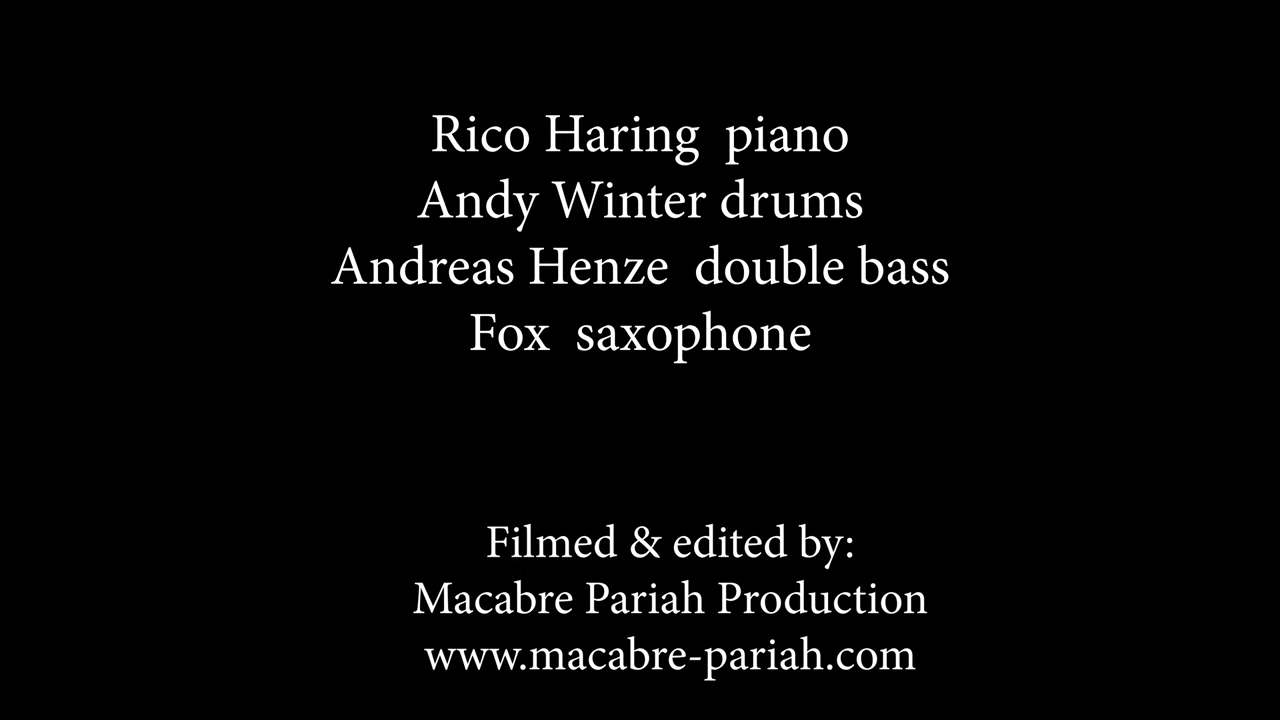 Rico Haring  piano
Andy Winter drums
Andreas Henze  double bass
Fox  saxophone
Filmed & edited by:
Macabre Pariah Production
www.macabre-pariah.com